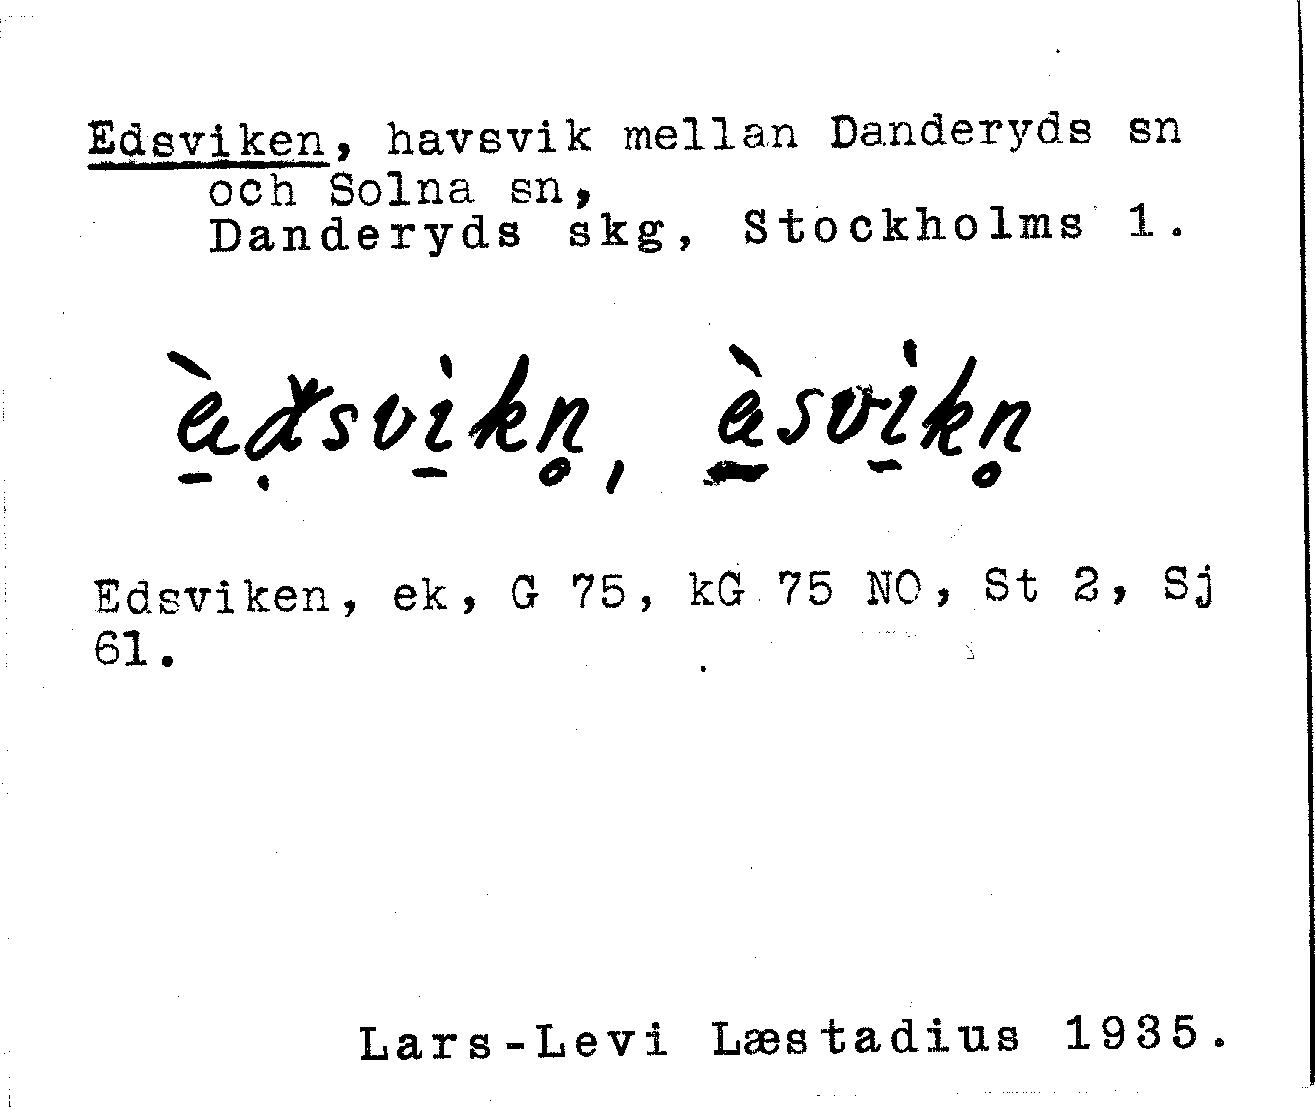 Edsviken, havsvik mellan Danderyds sn
och Solna sn,
Danderyds skg, Stockholms l.
èdsvikn̥, èsvikn̥
Edsviken, ek, G 75, kG 75 NO, St 2, Sj
61.
Lars-Levi Læstadius 1935.